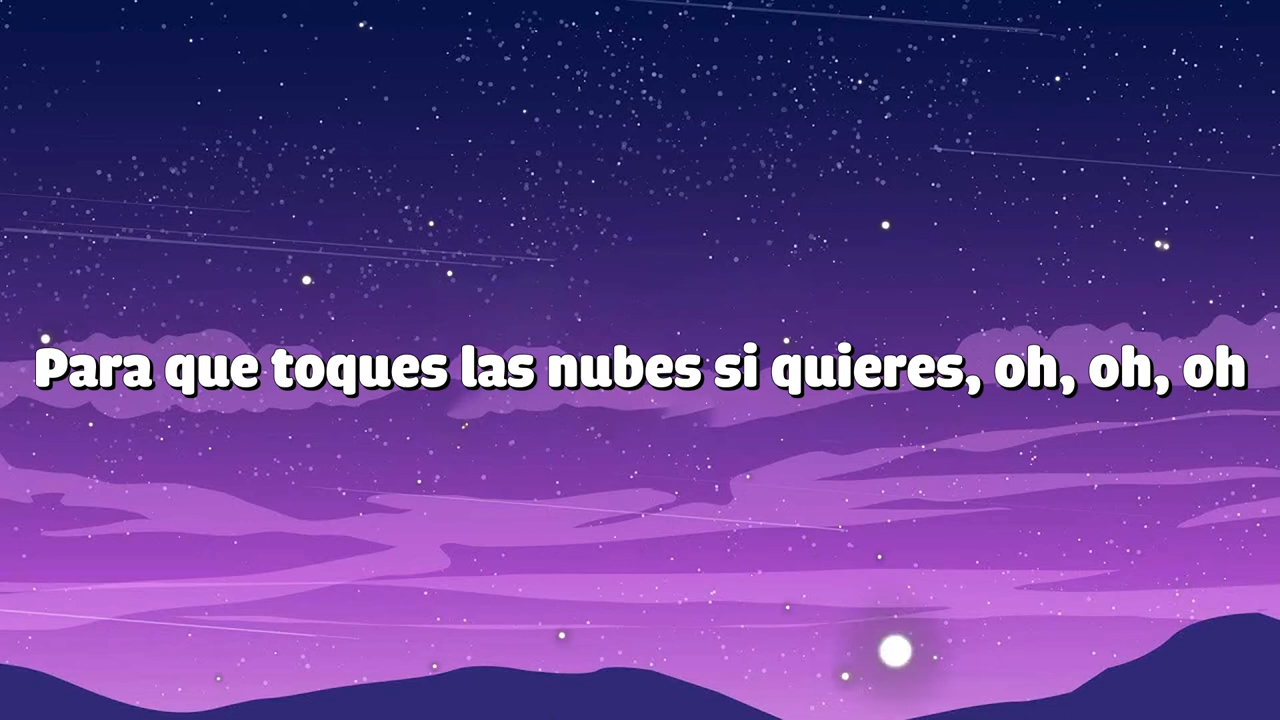 Para que toques las nubes si quieres, oh, oh, oh